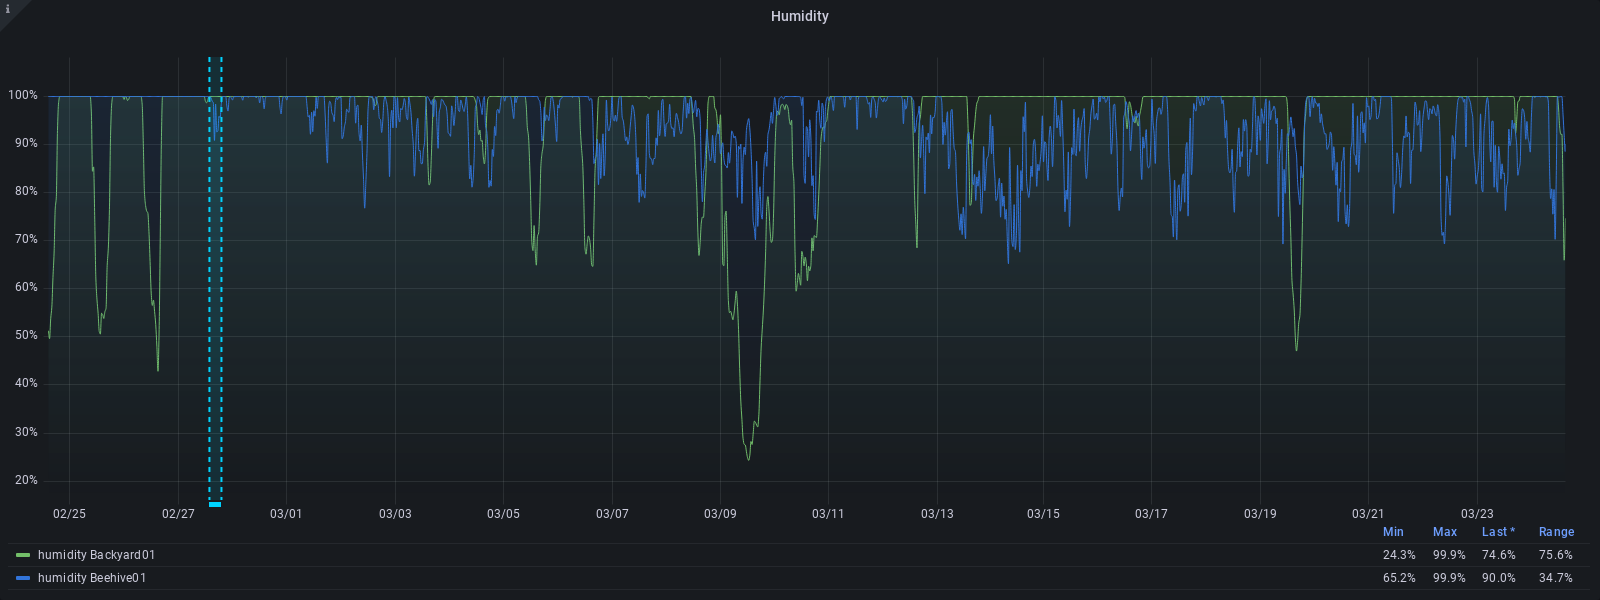 i
Humidity
100%
90%
80%
70%
60%
50%
40%
30%
20%
02/25 02/27 03/01 03/03 03/05 03/07 03/09 03/11 03/13 03/15 03/17 03/19 03/21 03/23
Min Max Last * Range
humidity Backyard01 24.3% 99.9% 74.6% 75.6%
humidity Beehive01 65.2% 99.9% 90.0% 34.7%